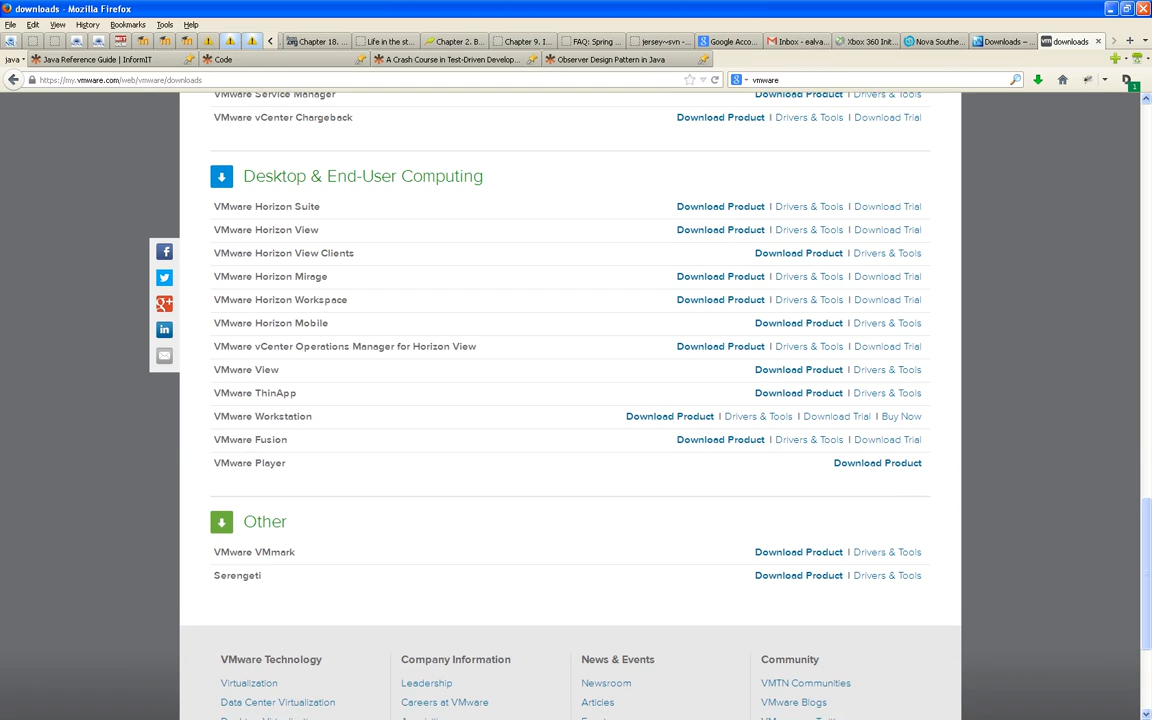 downloads - Mozilla Firefox
File Edit View History Bookmarks Tools Help
Chapter 18. ... Life in the st... Chapter 2. B... Chapter 9. I... FAQ: Spring ... jersey~svn - ... Google Acco... Inbox - ealva... Xbox 360 Init... Nova Southe... Downloads – ... vm downloads
java Java Reference Guide | InformIT Code A Crash Course in Test-Driven Develop... Observer Design Pattern in Java
https://my.vmware.com/web/vmware/downloads vmware
VMware Service Manager Download Product | Drivers & Tools | Download Trial
VMware vCenter Chargeback Download Product | Drivers & Tools | Download Trial
Desktop & End-User Computing
VMware Horizon Suite Download Product | Drivers & Tools | Download Trial
VMware Horizon View Download Product | Drivers & Tools | Download Trial
VMware Horizon View Clients Download Product | Drivers & Tools
VMware Horizon Mirage Download Product | Drivers & Tools | Download Trial
VMware Horizon Workspace Download Product | Drivers & Tools | Download Trial
VMware Horizon Mobile Download Product | Drivers & Tools
VMware vCenter Operations Manager for Horizon View Download Product | Drivers & Tools | Download Trial
VMware View Download Product | Drivers & Tools
VMware ThinApp Download Product | Drivers & Tools
VMware Workstation Download Product | Drivers & Tools | Download Trial | Buy Now
VMware Fusion Download Product | Drivers & Tools | Download Trial
VMware Player Download Product
Other
VMware VMmark Download Product | Drivers & Tools
Serengeti Download Product | Drivers & Tools
VMware Technology Company Information News & Events Community
Virtualization Leadership Newsroom VMTN Communities
Data Center Virtualization Careers at VMware Articles VMware Blogs